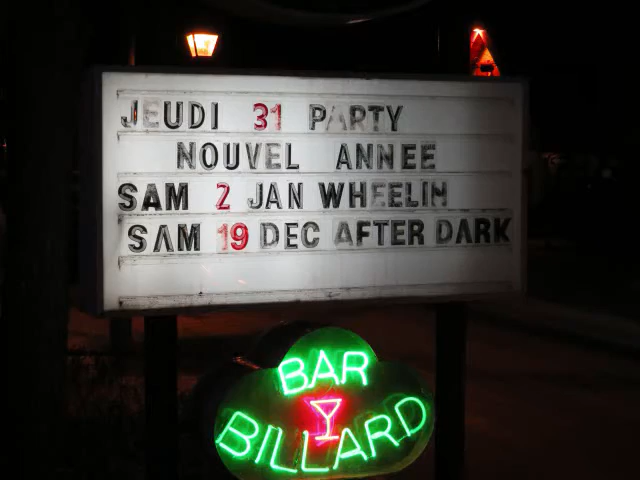 JEUDI 31 PARTY
NOUVEL ANNEE
SAM 2 JAN WHEELIN
SAM 19 DEC AFTER DARK
BAR
BILLARD